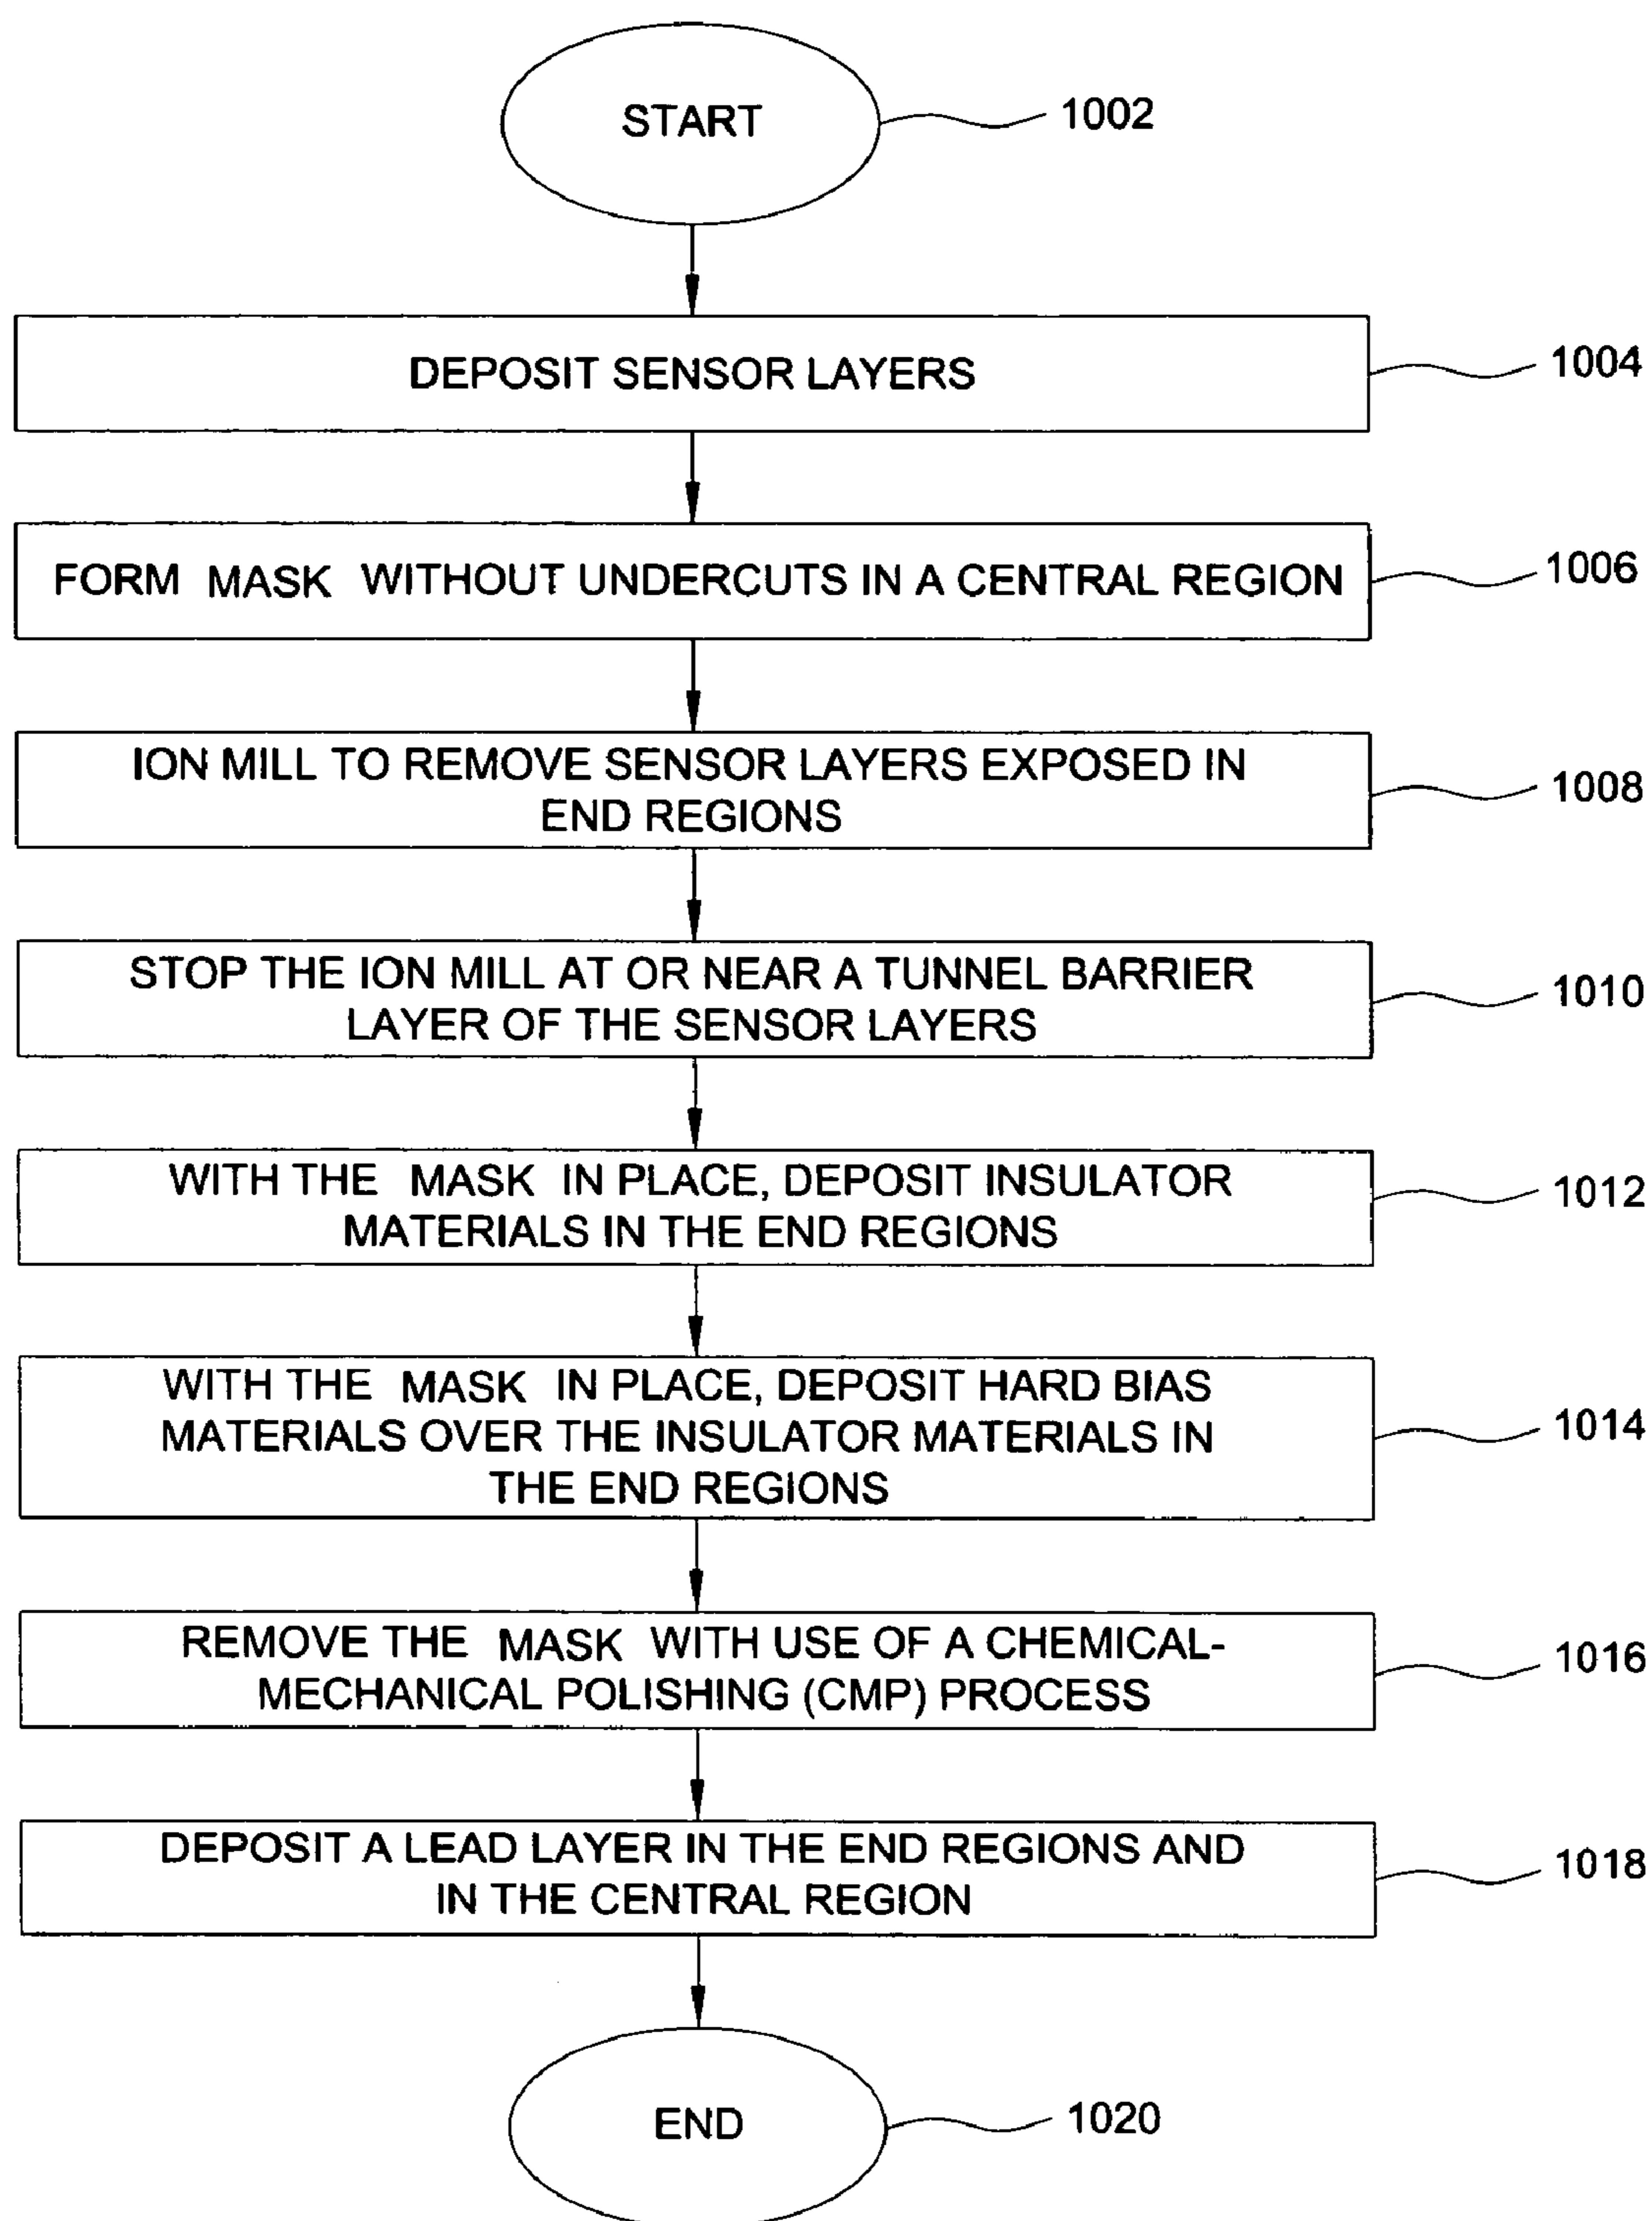 START
1002
DEPOSIT SENSOR LAYERS
1004
FORM MASK WITHOUT UNDERCUTS IN A CENTRAL REGION
1006
ION MILL TO REMOVE SENSOR LAYERS EXPOSED IN
END REGIONS
1008
STOP THE ION MILL AT OR NEAR A TUNNEL BARRIER
LAYER OF THE SENSOR LAYERS
1010
WITH THE MASK IN PLACE, DEPOSIT INSULATOR
MATERIALS IN THE END REGIONS
1012
WITH THE MASK IN PLACE, DEPOSIT HARD BIAS
MATERIALS OVER THE INSULATOR MATERIALS IN
THE END REGIONS
1014
REMOVE THE MASK WITH USE OF A CHEMICAL-
MECHANICAL POLISHING (CMP) PROCESS
1016
DEPOSIT A LEAD LAYER IN THE END REGIONS AND
IN THE CENTRAL REGION
1018
END
1020